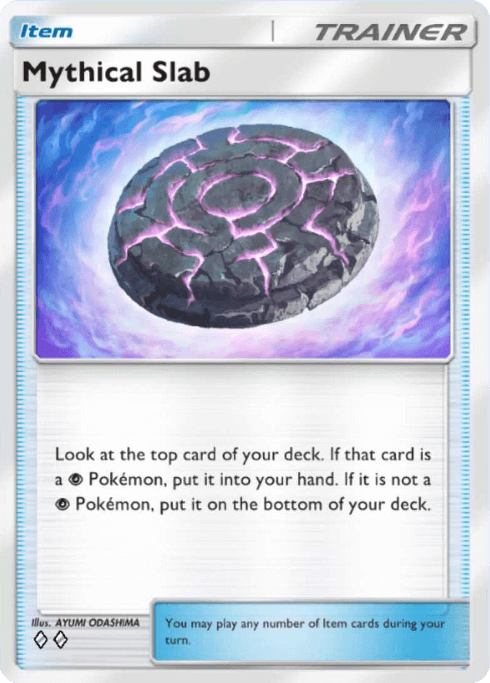 Item
TRAINER
Mythical Slab
Look at the top card of your deck. If that card is
a Pokémon, put it into your hand. If it is not a
Pokémon, put it on the bottom of your deck.
Illus. AYUMI ODASHIMA
You may play any number of Item cards during your
turn.